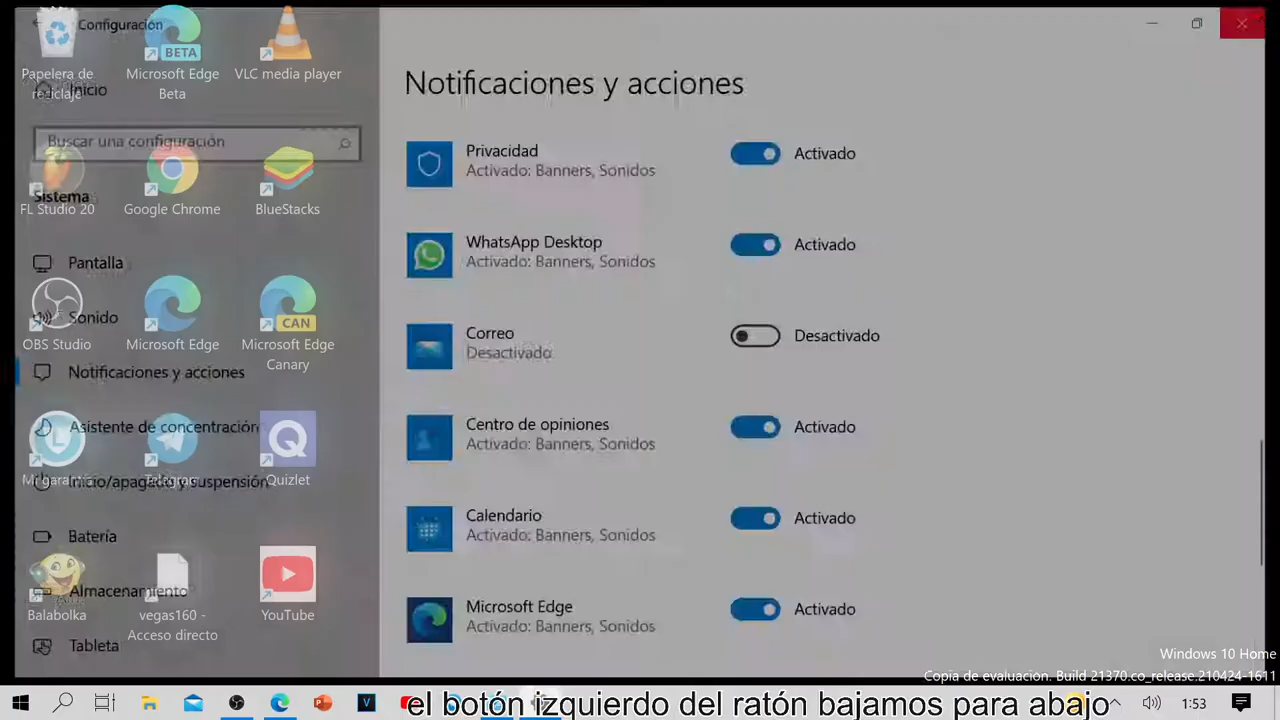 Configuración
Inicio
Buscar una configuración
Sistema
Pantalla
Sonido
Notificaciones y acciones
Asistente de concentración
Inicio/apagado y suspensión
Batería
Almacenamiento
Tableta
Papelera de
reciclaje
Microsoft Edge
Beta
BETA
VLC media player
FL Studio 20
Google Chrome
BlueStacks
OBS Studio
Microsoft Edge
CAN
Microsoft Edge
Canary
Telegram
Quizlet
Balabolka
vegas160 -
Acceso directo
YouTube
Notificaciones y acciones
Privacidad
Activado: Banners, Sonidos
Activado
WhatsApp Desktop
Activado: Banners, Sonidos
Activado
Correo
Desactivado
Desactivado
Centro de opiniones
Activado: Banners, Sonidos
Activado
Calendario
Activado: Banners, Sonidos
Activado
Microsoft Edge
Activado: Banners, Sonidos
Activado
Windows 10 Home
Copia de evaluacion. Build 21370.co_release.210424-1611
el botón izquierdo del ratón bajamos para abajo
1:53